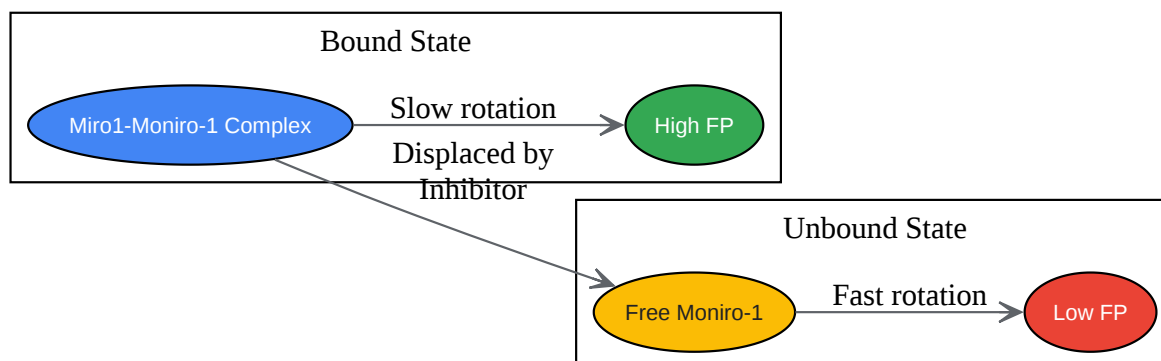 Bound State
Miro1-Moniro-1 Complex
Slow rotation
High FP
Displaced by
Inhibitor
Unbound State
Free Moniro-1
Fast rotation
Low FP